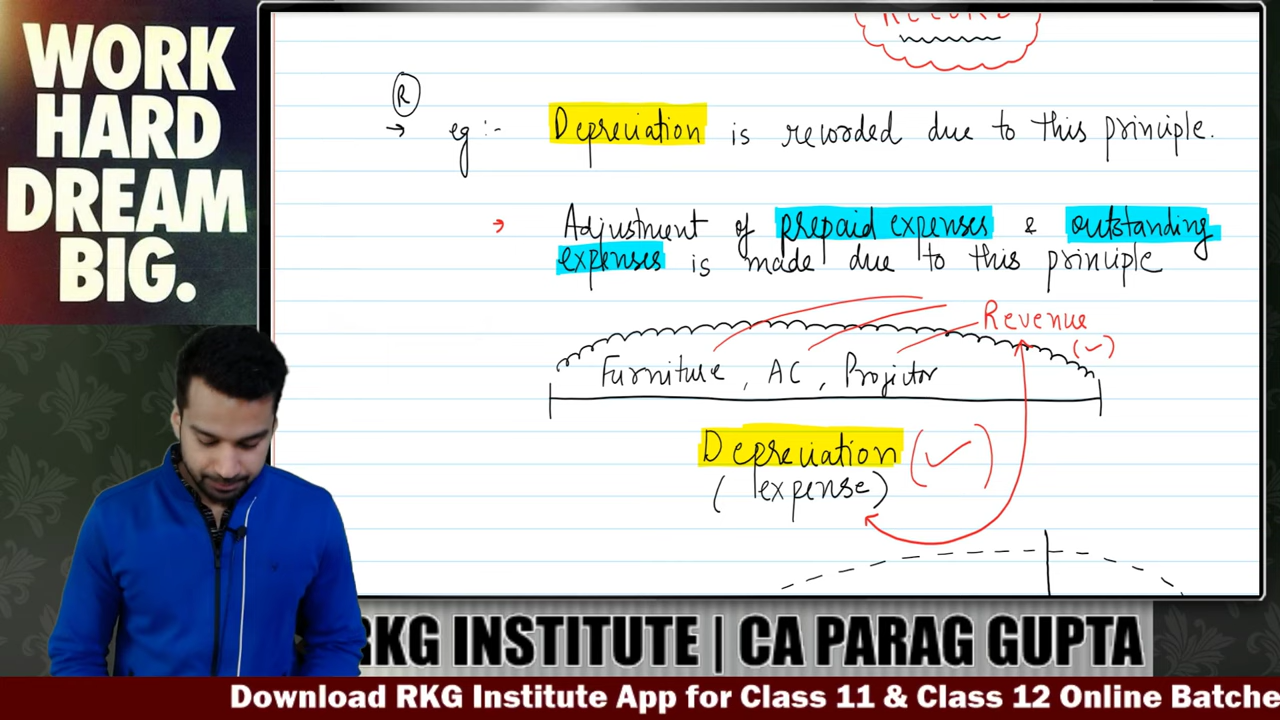 WORK
HARD
DREAM
BIG.
RECORD
R
→ eg :- Depreciation is recorded due to this principle.
→ Adjustment of prepaid expenses & outstanding
expenses is made due to this principle
Revenue
(✓)
Furniture, AC, Projector
Depreciation (✓)
(expense)
RKG INSTITUTE | CA PARAG GUPTA
Download RKG Institute App for Class 11 & Class 12 Online Batche